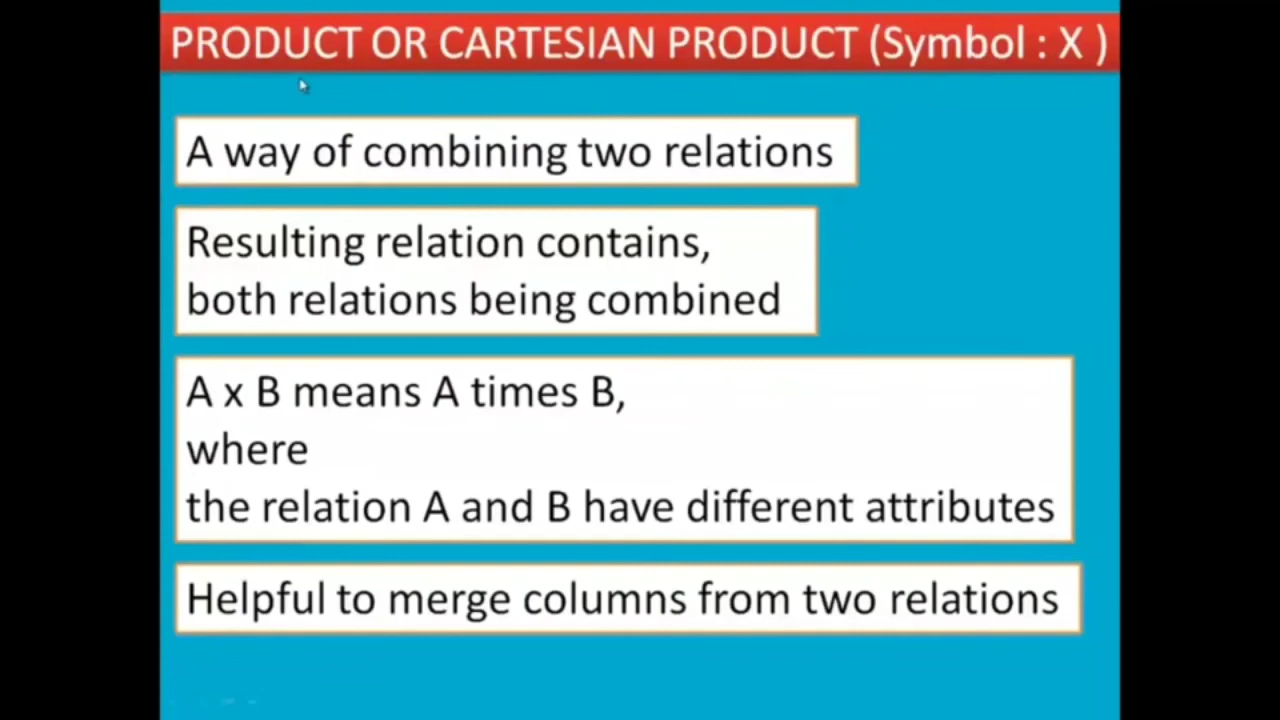 PRODUCT OR CARTESIAN PRODUCT (Symbol : X )
A way of combining two relations
Resulting relation contains,
both relations being combined
A x B means A times B,
where
the relation A and B have different attributes
Helpful to merge columns from two relations